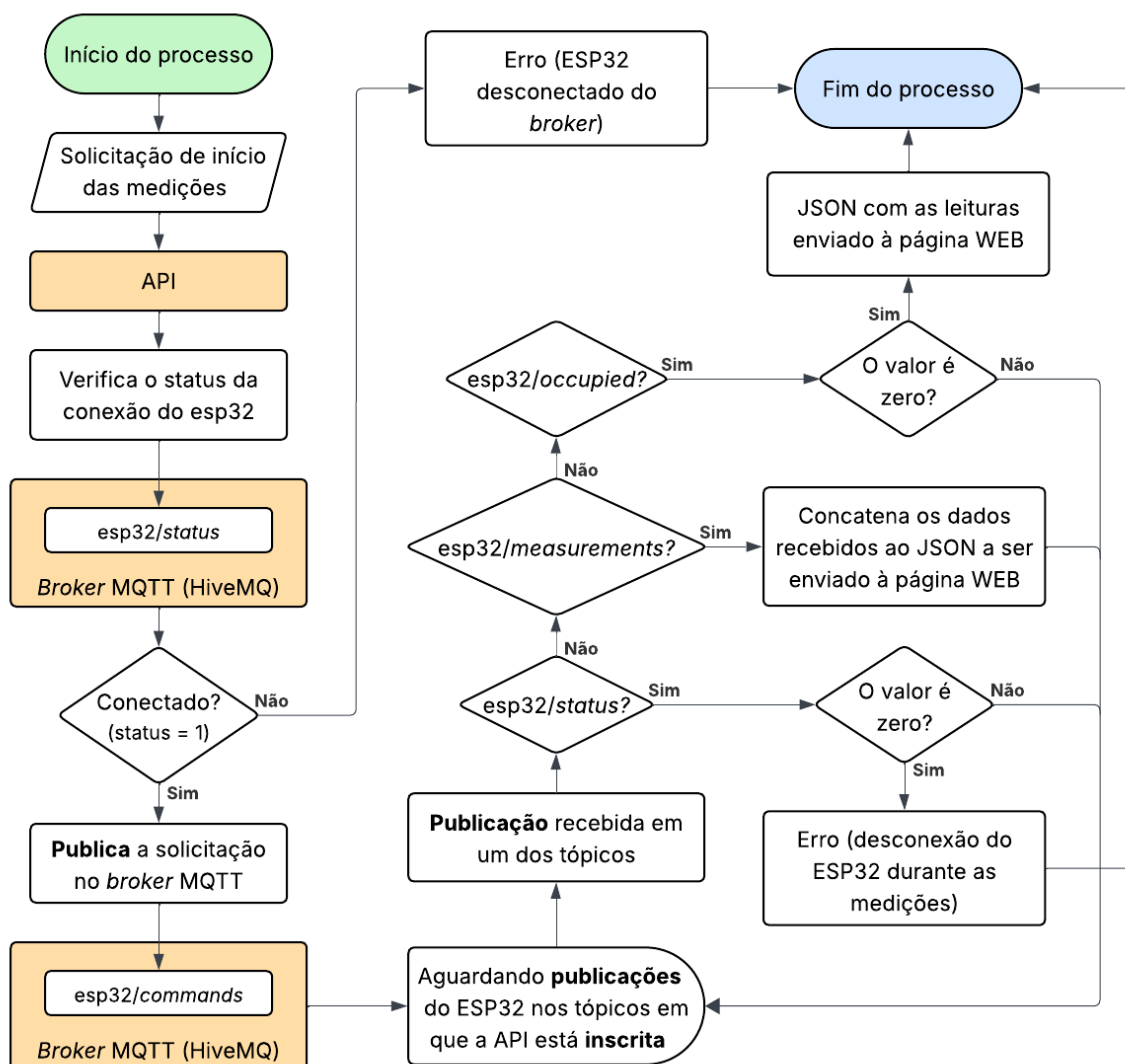 Início do processo
Solicitação de início
das medições
API
Verifica o status da
conexão do esp32
esp32/status
Broker MQTT (HiveMQ)
Conectado?
(status = 1)
Não
Sim
Publica a solicitação
no broker MQTT
esp32/commands
Broker MQTT (HiveMQ)
Erro (ESP32
desconectado do
broker)
Aguardando publicações
do ESP32 nos tópicos em
que a API está inscrita
Publicação recebida em
um dos tópicos
esp32/status?
Sim
Não
O valor é
zero?
Não
Sim
Erro (desconexão do
ESP32 durante as
medições)
esp32/measurements?
Sim
Não
Concatena os dados
recebidos ao JSON a ser
enviado à página WEB
esp32/occupied?
Sim
O valor é
zero?
Não
Sim
JSON com as leituras
enviado à página WEB
Fim do processo